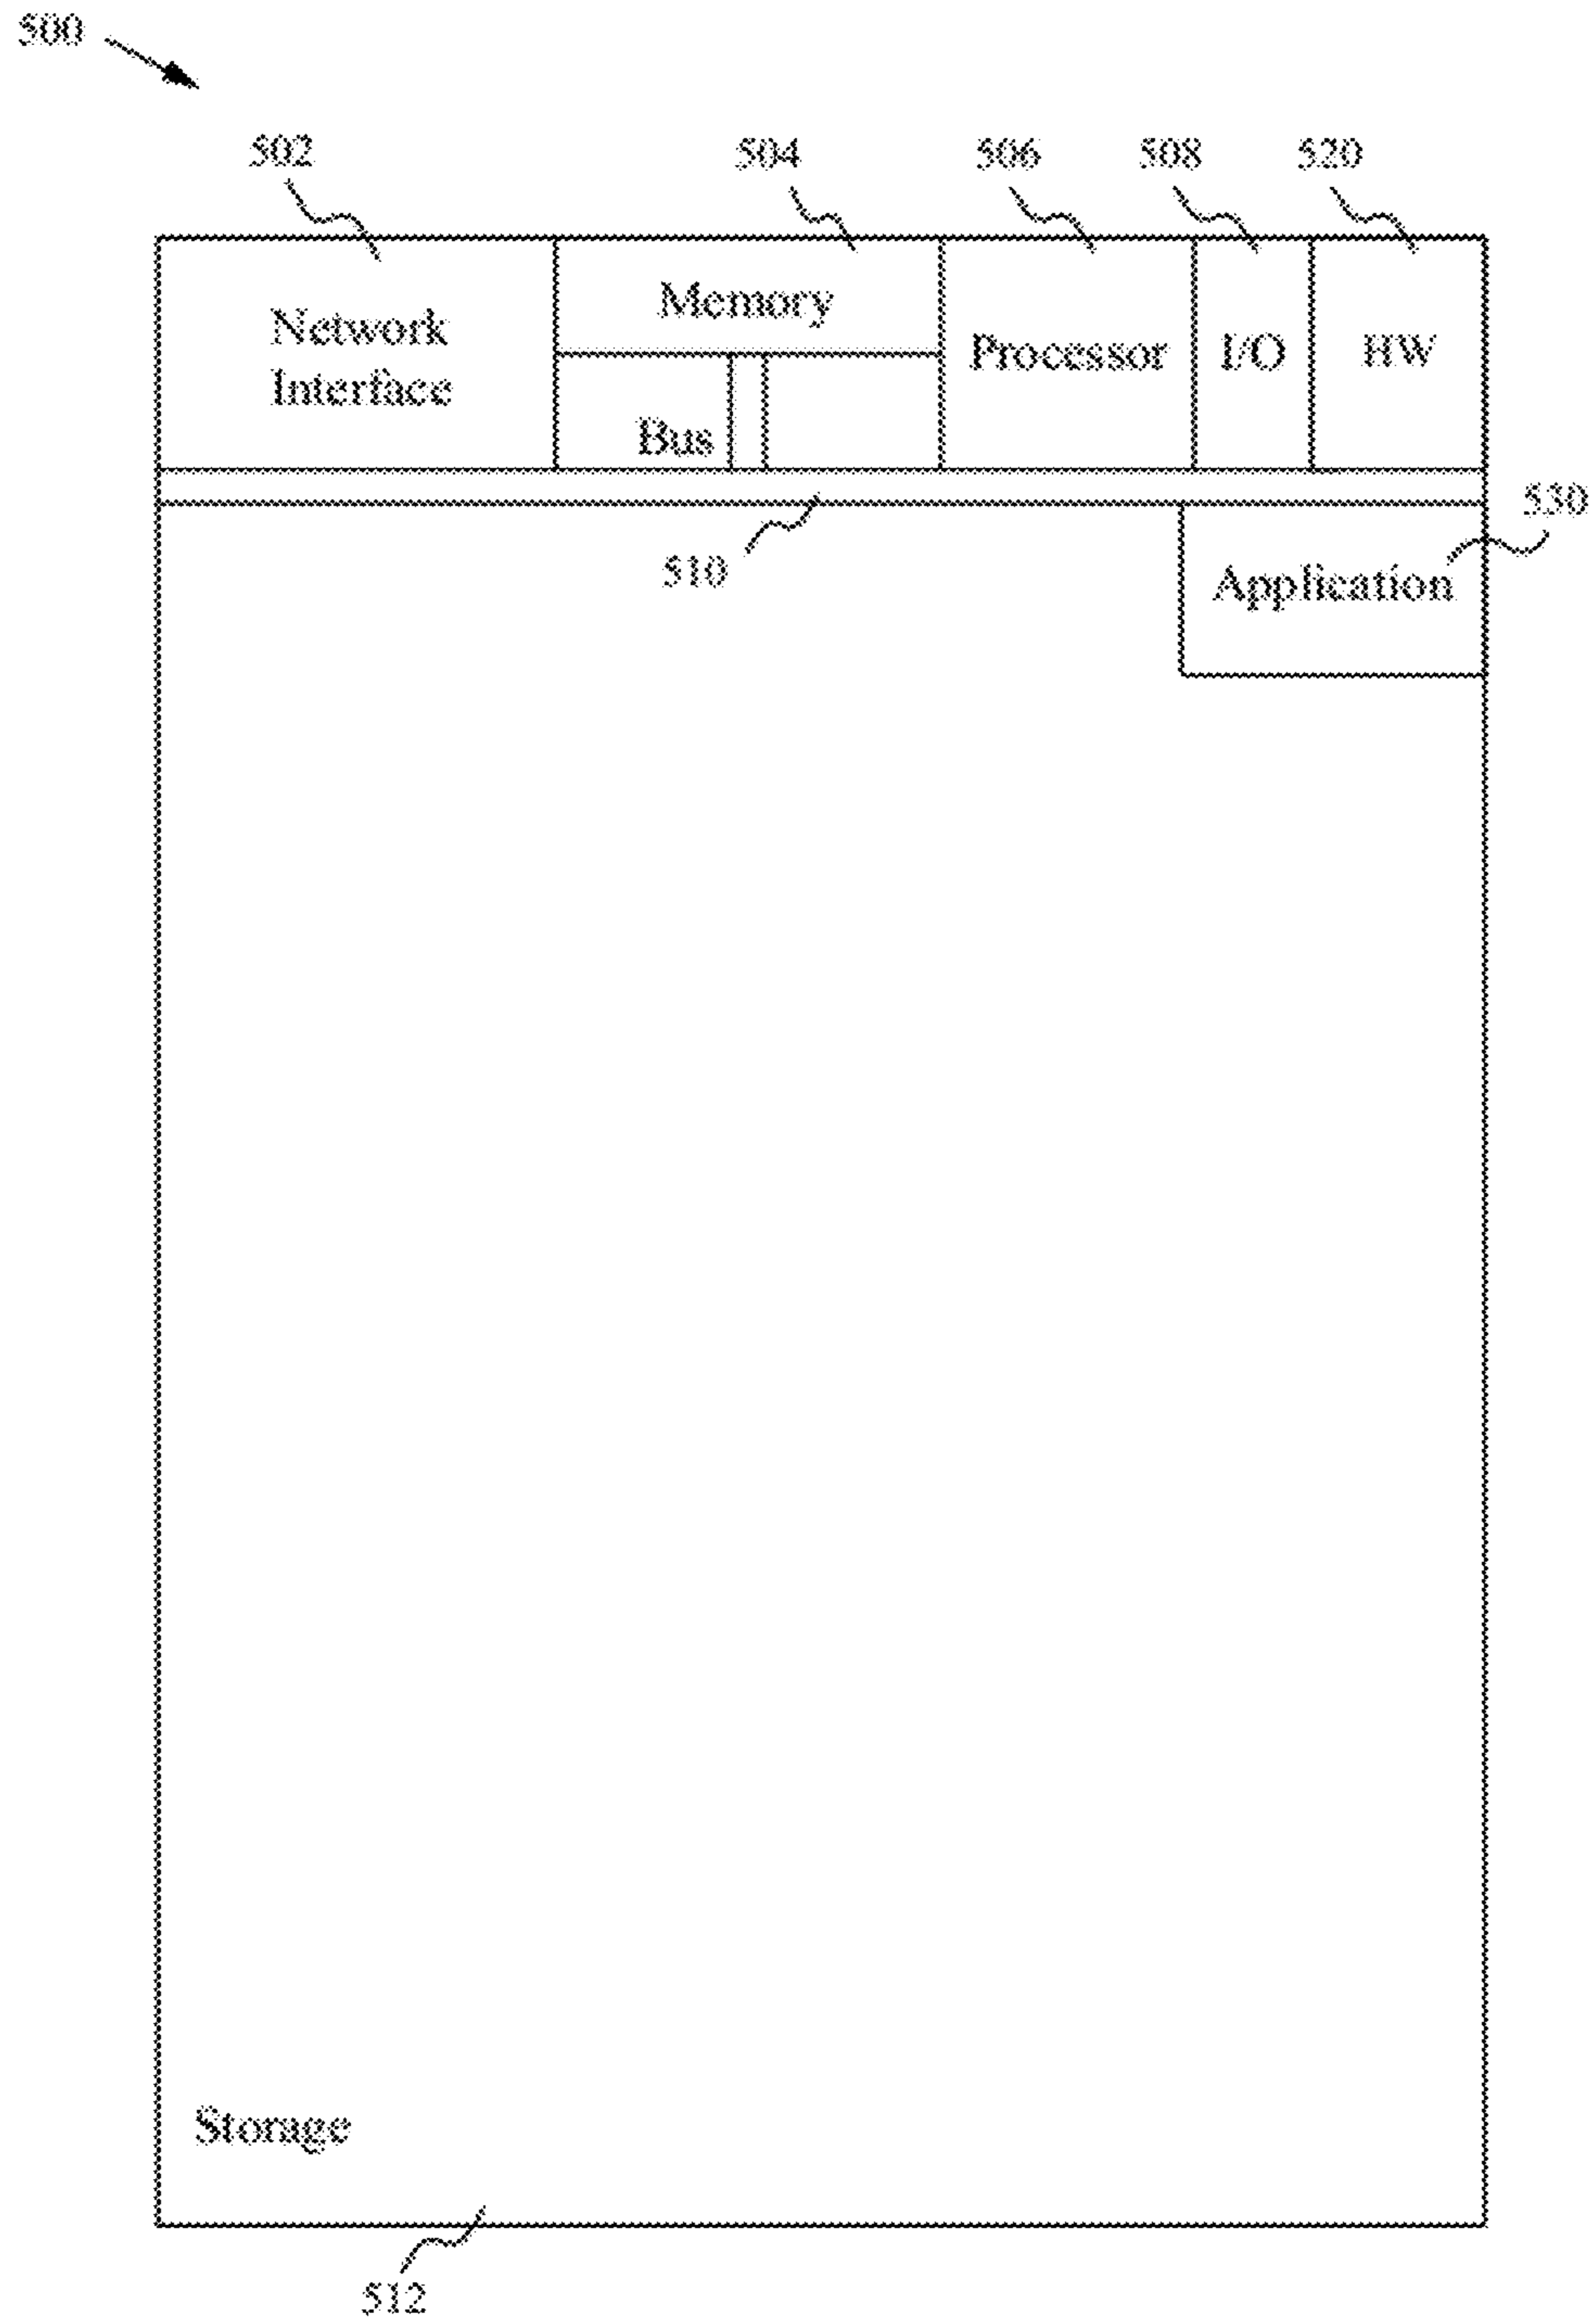 500
502
504
506
508
520
Network
Interface
Memory
Bus
Processor
I/O
HW
510
530
Application
Storage
512